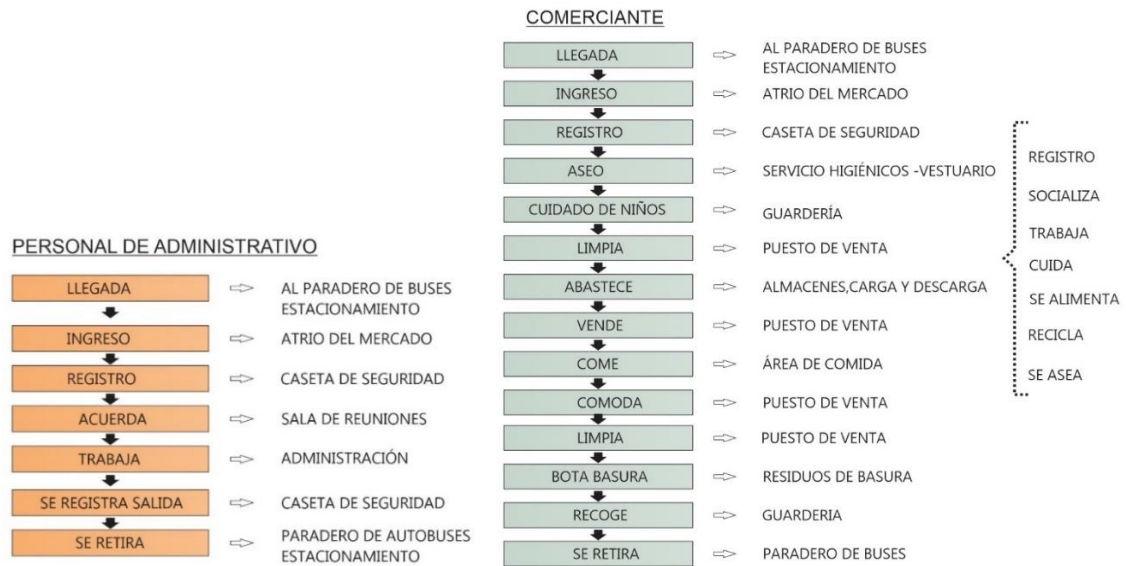 COMERCIANTE
LLEGADA
AL PARADERO DE BUSES
ESTACIONAMIENTO
INGRESO
ATRIO DEL MERCADO
REGISTRO
CASETA DE SEGURIDAD
ASEO
SERVICIO HIGIÉNICOS -VESTUARIO
CUIDADO DE NIÑOS
GUARDERÍA
LIMPIA
PUESTO DE VENTA
ABASTECE
ALMACENES,CARGA Y DESCARGA
VENDE
PUESTO DE VENTA
COME
ÁREA DE COMIDA
COMODA
PUESTO DE VENTA
LIMPIA
PUESTO DE VENTA
BOTA BASURA
RESIDUOS DE BASURA
RECOGE
GUARDERIA
SE RETIRA
PARADERO DE BUSES
REGISTRO
SOCIALIZA
TRABAJA
CUIDA
SE ALIMENTA
RECICLA
SE ASEA
PERSONAL DE ADMINISTRATIVO
LLEGADA
AL PARADERO DE BUSES
ESTACIONAMIENTO
INGRESO
ATRIO DEL MERCADO
REGISTRO
CASETA DE SEGURIDAD
ACUERDA
SALA DE REUNIONES
TRABAJA
ADMINISTRACIÓN
SE REGISTRA SALIDA
CASETA DE SEGURIDAD
SE RETIRA
PARADERO DE AUTOBUSES
ESTACIONAMIENTO